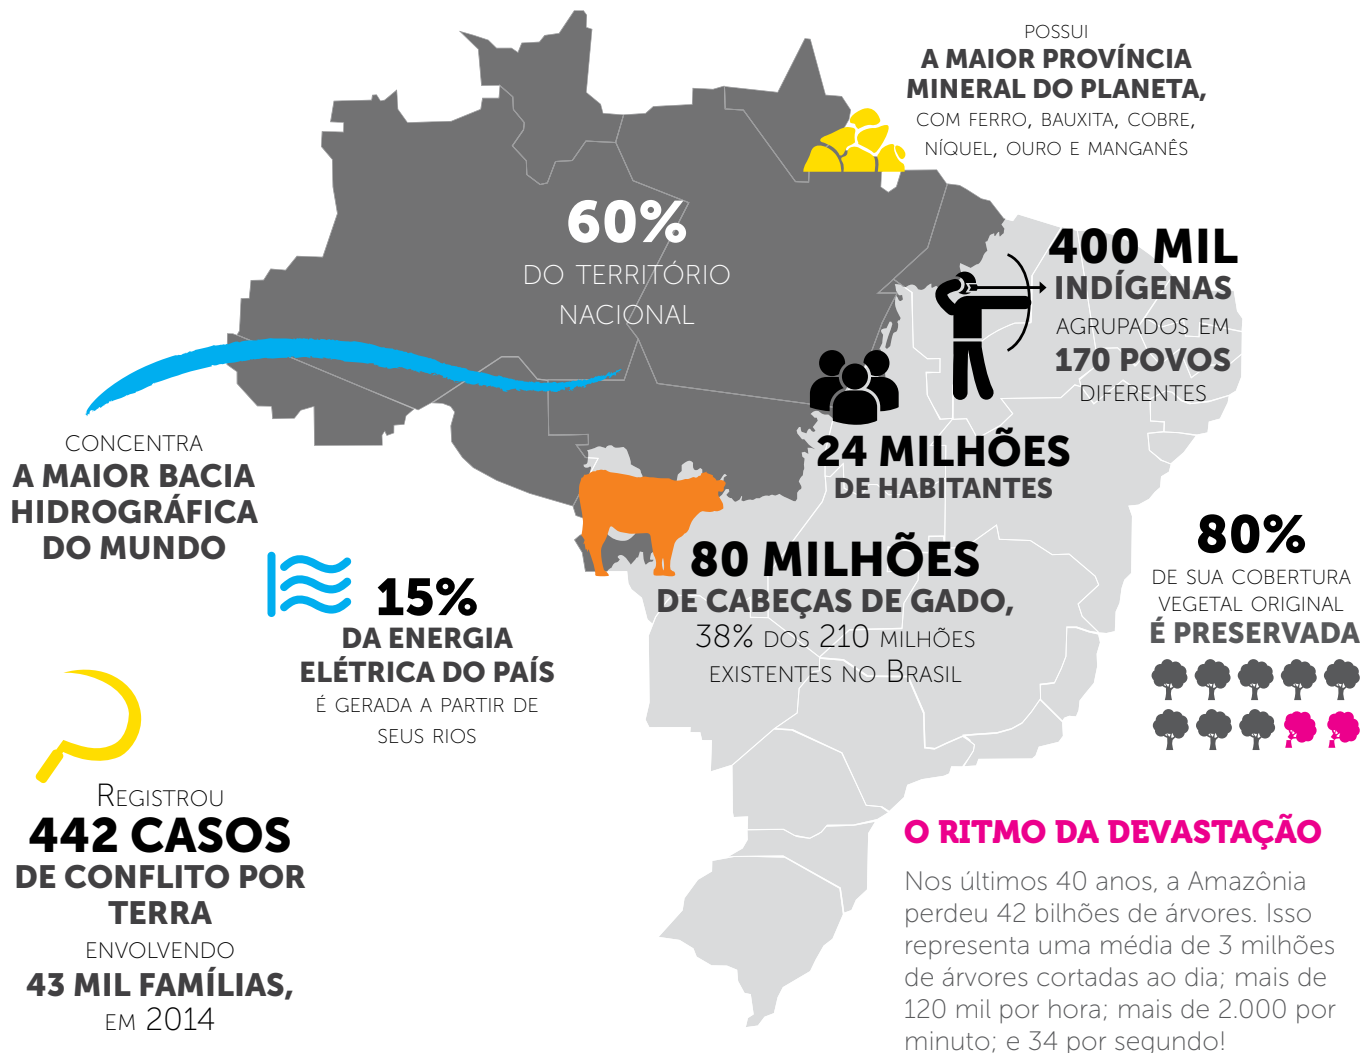 POSSUI
A MAIOR PROVÍNCIA
MINERAL DO PLANETA,
COM FERRO, BAUXITA, COBRE,
NÍQUEL, OURO E MANGANÊS
60%
DO TERRITÓRIO
NACIONAL
400 MIL
INDÍGENAS
AGRUPADOS EM
170 POVOS
DIFERENTES
CONCENTRA
A MAIOR BACIA
HIDROGRÁFICA
DO MUNDO
24 MILHÕES
DE HABITANTES
80%
DE SUA COBERTURA
VEGETAL ORIGINAL
É PRESERVADA
15%
DA ENERGIA
ELÉTRICA DO PAÍS
É GERADA A PARTIR DE
SEUS RIOS
80 MILHÕES
DE CABEÇAS DE GADO,
38% DOS 210 MILHÕES
EXISTENTES NO BRASIL
REGISTROU
442 CASOS
DE CONFLITO POR
TERRA
ENVOLVENDO
43 MIL FAMÍLIAS,
EM 2014
O RITMO DA DEVASTAÇÃO
Nos últimos 40 anos, a Amazônia
perdeu 42 bilhões de árvores. Isso
representa uma média de 3 milhões
de árvores cortadas ao dia; mais de
120 mil por hora; mais de 2.000 por
minuto; e 34 por segundo!